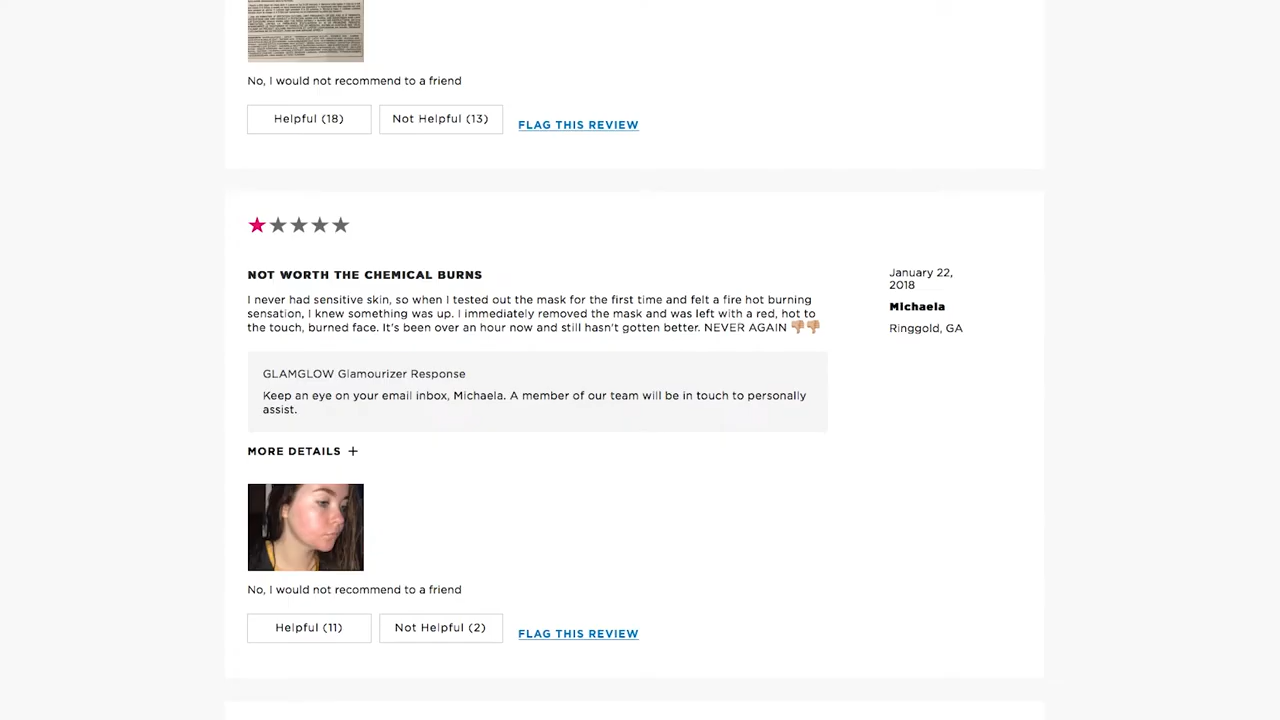 No, I would not recommend to a friend
Helpful (18) Not Helpful (13) FLAG THIS REVIEW
NOT WORTH THE CHEMICAL BURNS
I never had sensitive skin, so when I tested out the mask for the first time and felt a fire hot burning
sensation, I knew something was up. I immediately removed the mask and was left with a red, hot to
the touch, burned face. It's been over an hour now and still hasn't gotten better. NEVER AGAIN 👎🏼👎🏼
January 22,
2018
Michaela
Ringgold, GA
GLAMGLOW Glamourizer Response
Keep an eye on your email inbox, Michaela. A member of our team will be in touch to personally
assist.
MORE DETAILS +
No, I would not recommend to a friend
Helpful (11) Not Helpful (2) FLAG THIS REVIEW